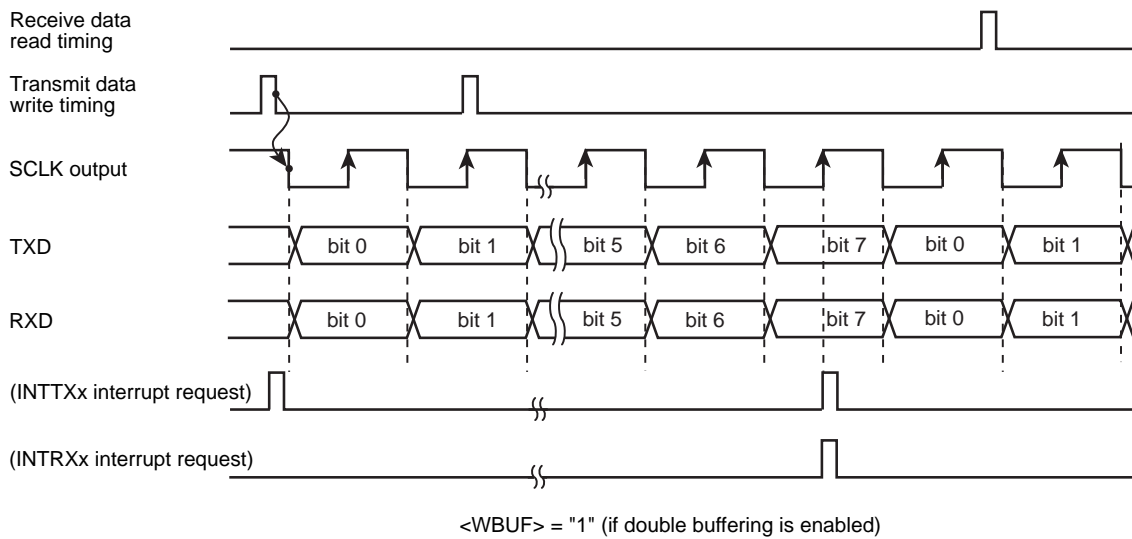 Receive data
read timing
Transmit data
write timing
SCLK output
TXD
bit 0
bit 1
bit 5
bit 6
bit 7
bit 0
bit 1
RXD
bit 0
bit 1
bit 5
bit 6
bit 7
bit 0
bit 1
(INTTXx interrupt request)
(INTRXx interrupt request)
<WBUF> = "1" (if double buffering is enabled)